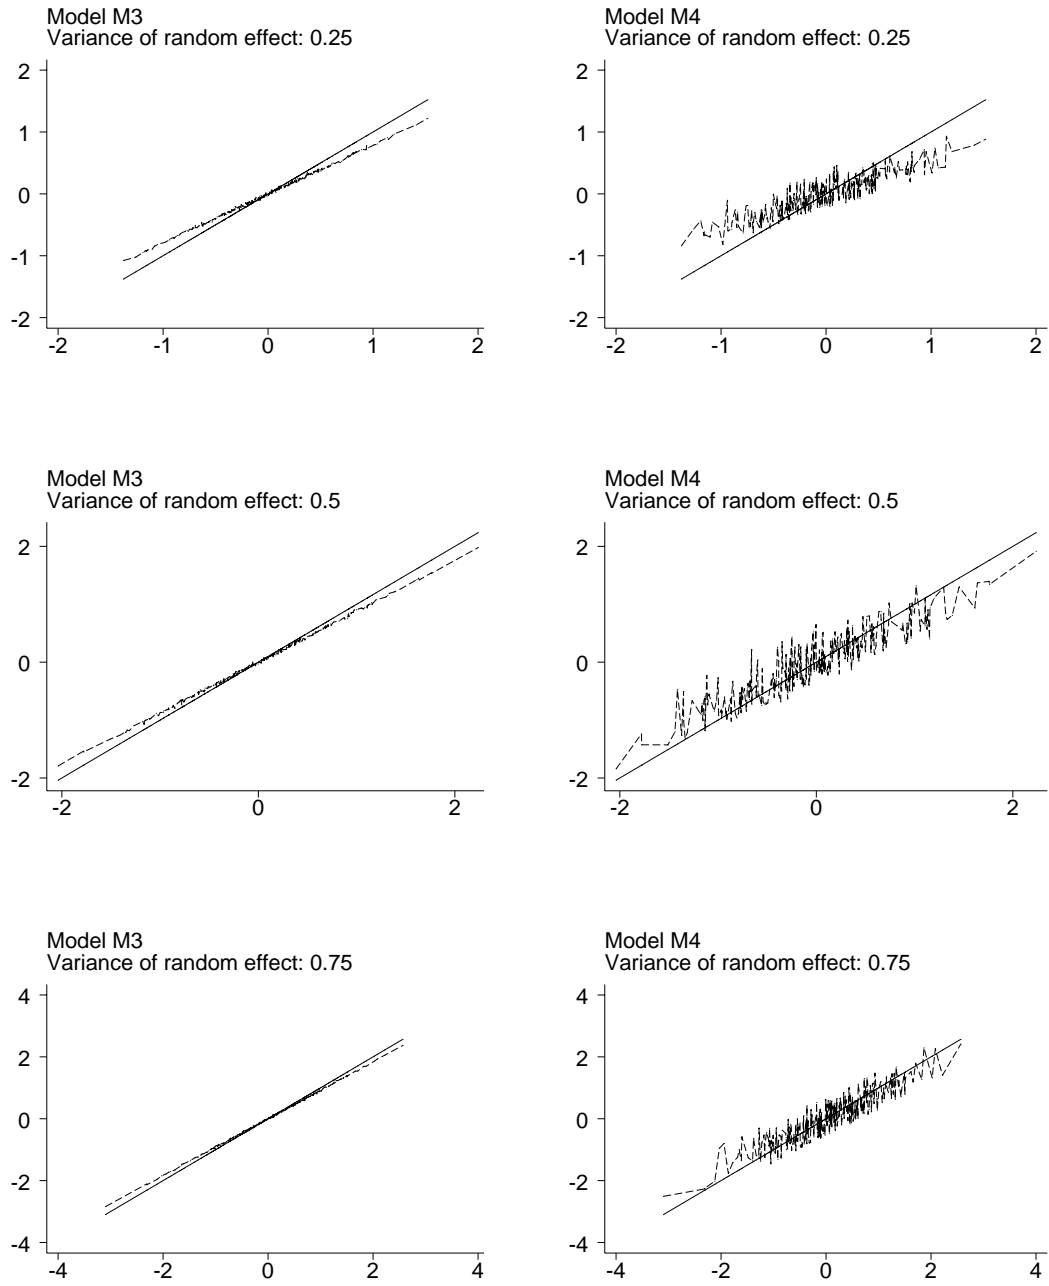 Model M3
Variance of random effect: 0.25
2
1
0
-1
-2
-2 -1 0 1 2
Model M4
Variance of random effect: 0.25
2
1
0
-1
-2
-2 -1 0 1 2
Model M3
Variance of random effect: 0.5
2
0
-2
-2 0 2
Model M4
Variance of random effect: 0.5
2
0
-2
-2 0 2
Model M3
Variance of random effect: 0.75
4
2
0
-2
-4
-4 -2 0 2 4
Model M4
Variance of random effect: 0.75
4
2
0
-2
-4
-4 -2 0 2 4